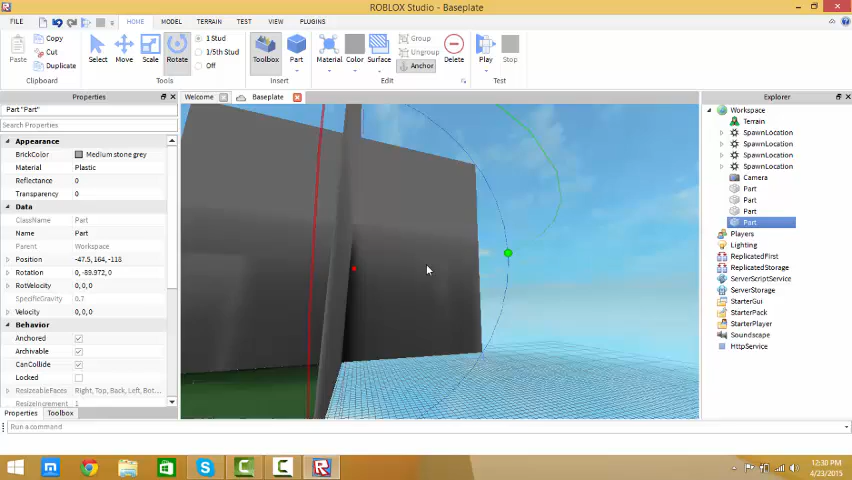 ROBLOX Studio - Baseplate
FILE HOME MODEL TERRAIN TEST VIEW PLUGINS
Paste Copy Cut Duplicate Select Move Scale Rotate 1 Stud 1/5th Stud Off Toolbox Part Material Color Surface Group Ungroup Anchor Delete Play Stop
Clipboard Tools Insert Edit Test
Properties Welcome Baseplate Explorer
Part "Part"
Search Properties
Appearance
BrickColor Medium stone grey
Material Plastic
Reflectance 0
Transparency 0
Data
ClassName Part
Name Part
Parent Workspace
Position -47.5, 164, -118
Rotation 0, -89.972, 0
RotVelocity 0, 0, 0
SpecificGravity 0.7
Velocity 0, 0, 0
Behavior
Anchored
Archivable
CanCollide
Locked
ResizeableFaces Right, Top, Back, Left, Bot...
ResizeIncrement 1
Properties Toolbox
Workspace
Terrain
SpawnLocation
SpawnLocation
SpawnLocation
SpawnLocation
Camera
Part
Part
Part
Part
Players
Lighting
ReplicatedFirst
ReplicatedStorage
ServerScriptService
ServerStorage
StarterGui
StarterPack
StarterPlayer
Soundscape
HttpService
Run a command
12:30 PM
4/23/2015